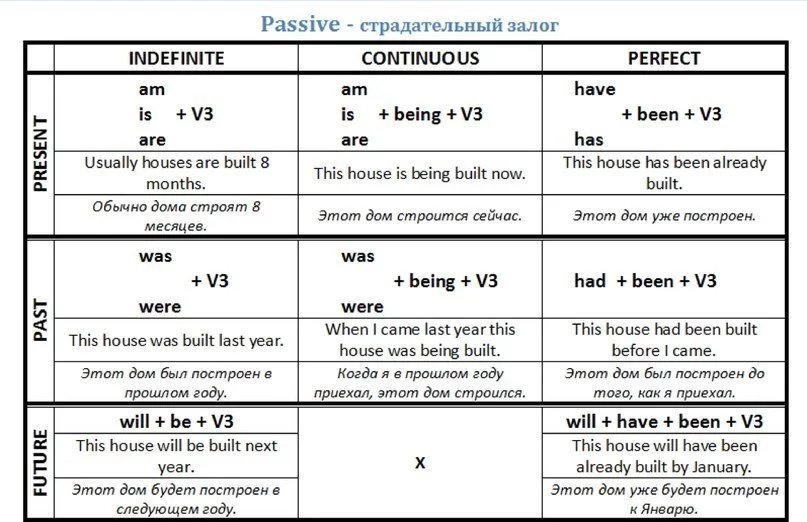 Passive - страдательный залог
INDEFINITE
CONTINUOUS
PERFECT
PRESENT
am
is + V3
are
am
is + being + V3
are
have
+ been + V3
has
Usually houses are built 8
months.
This house is being built now.
This house has been already
built.
Обычно дома строят 8
месяцев.
Этот дом строится сейчас.
Этот дом уже построен.
PAST
was
+ V3
were
was
+ being + V3
were
had + been + V3
This house was built last year.
When I came last year this
house was being built.
This house had been built
before I came.
Этот дом был построен в
прошлом году.
Когда я в прошлом году
приехал, этот дом строился.
Этот дом был построен до
того, как я приехал.
FUTURE
will + be + V3
X
will + have + been + V3
This house will be built next
year.
This house will have been
already built by January.
Этот дом будет построен в
следующем году.
Этот дом уже будет построен
к Январю.